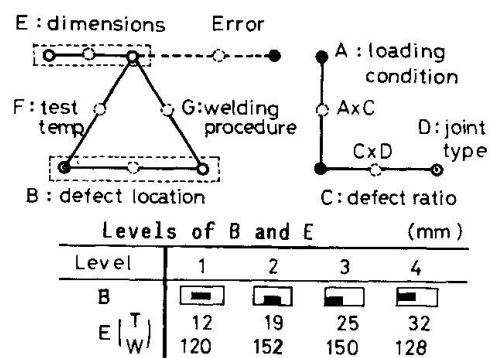 E : dimensions
Error
A : loading
condition
F : test
temp.
G : welding
procedure
AxC
D : joint
type
CxD
B : defect location
C : defect ratio
Levels of B and E (mm)
Level 1 2 3 4
B
E ( T 12 19 25 32
W ) 120 152 150 128